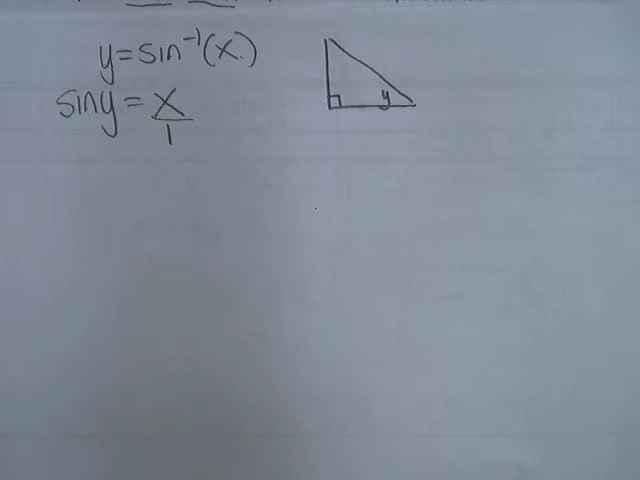 y = sin⁻¹(x)
sin y = x/1
y